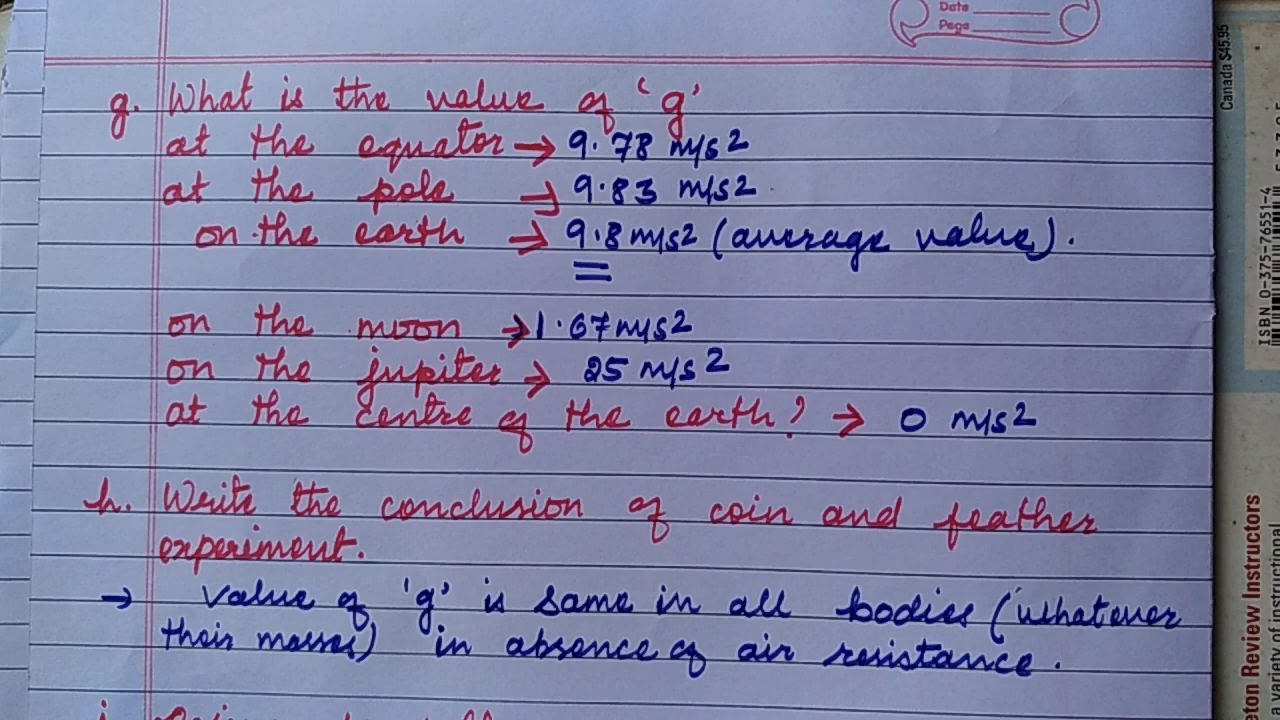 Date
Page
g. What is the value of 'g'
at the equator → 9.78 m/s2
at the pole → 9.83 m/s2
on the earth → 9.8 m/s2 (average value).
on the moon → 1.67 m/s2
on the jupiter → 25 m/s2
at the centre of the earth? → 0 m/s2
h. Write the conclusion of coin and feather
experiment.
→ Value of 'g' is same in all bodies (whatever
their masses) in absence of air resistance.
Canada $45.95
ISBN 0-375-76551-4
eton Review Instructors
a variety of instructional